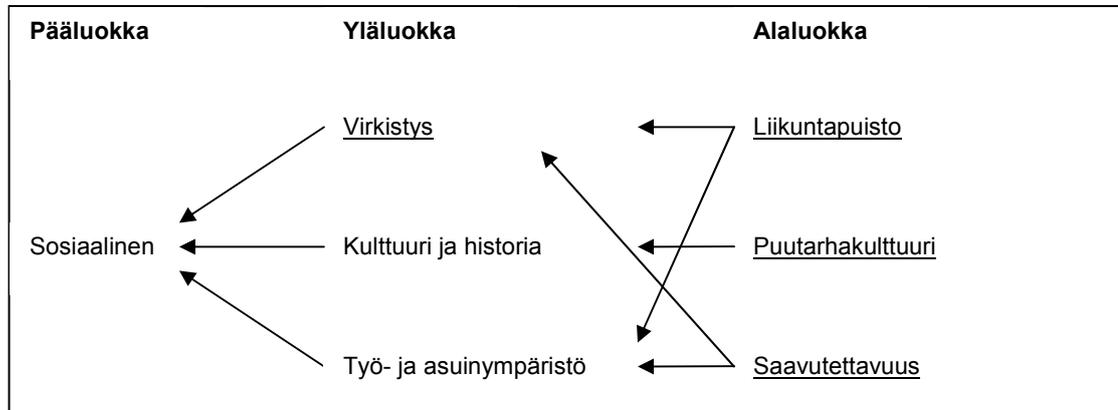 Pääluokka Yläluokka Alaluokka
Virkistys Liikuntapuisto
Sosiaalinen Kulttuuri ja historia Puutarhakulttuuri
Työ- ja asuinympäristö Saavutettavuus